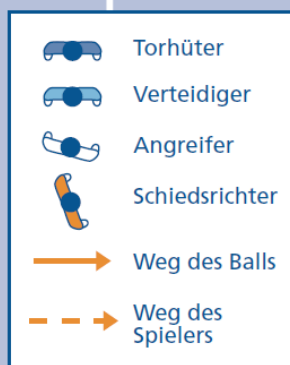 Torhüter
Verteidiger
Angreifer
Schiedsrichter
Weg des Balls
Weg des
Spielers